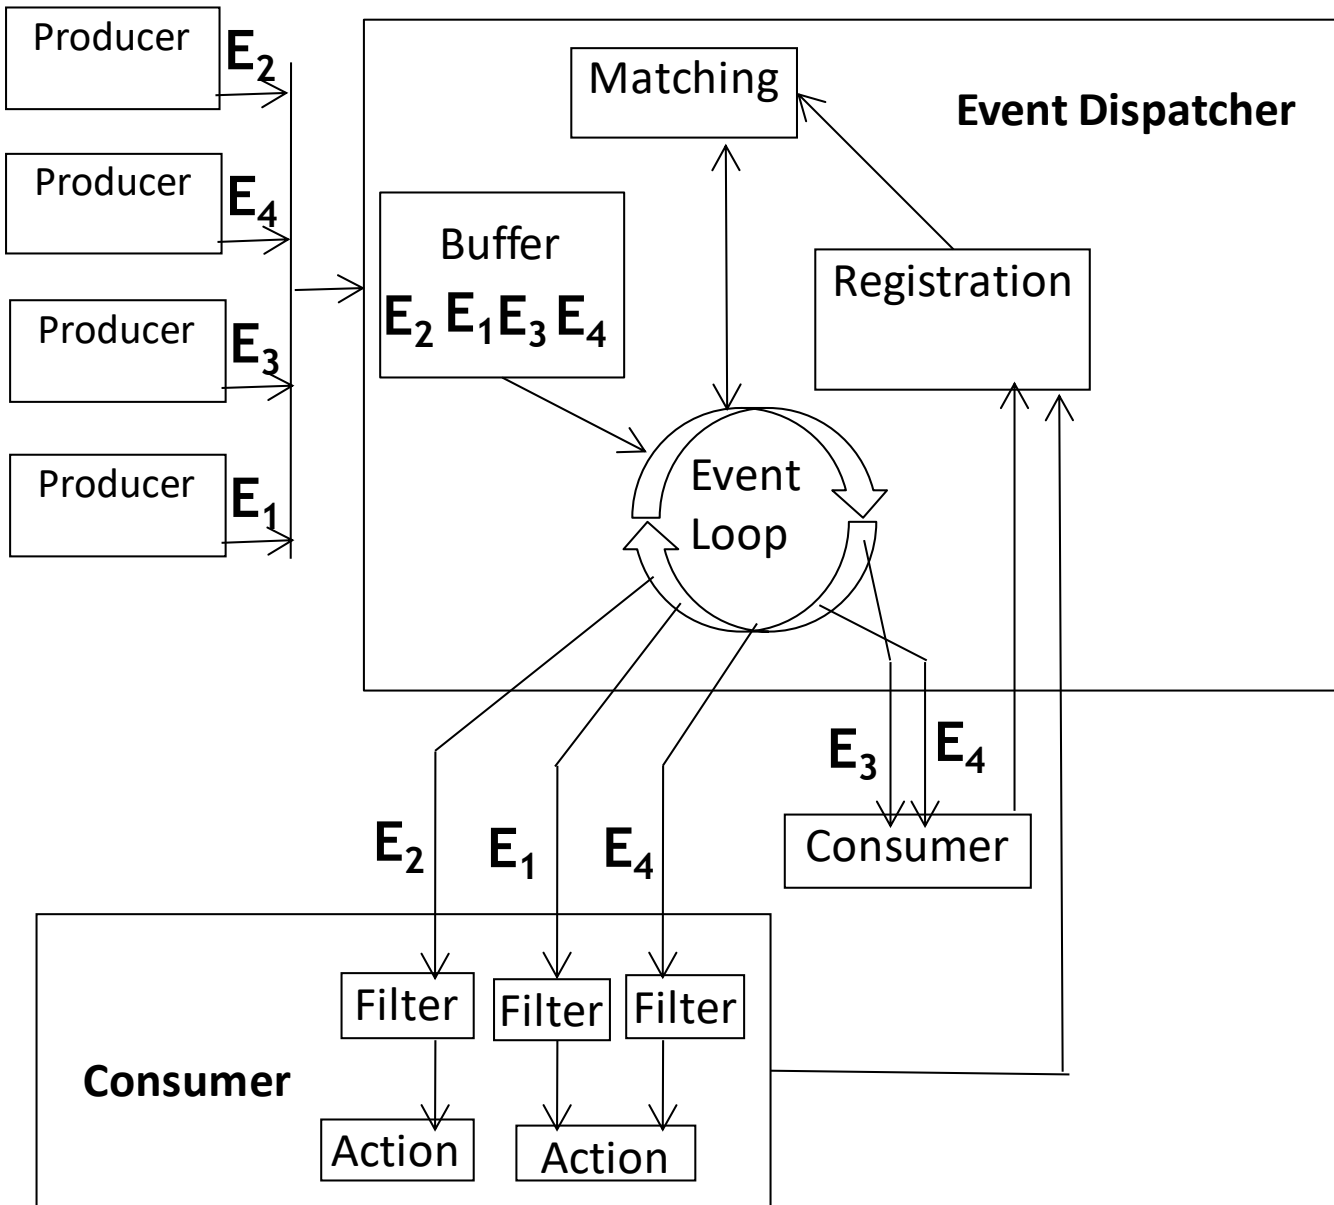 Producer
E₂
Producer
E₄
Producer
E₃
Producer
E₁
Event Dispatcher
Matching
Buffer
E₂ E₁ E₃ E₄
Registration
Event
Loop
E₃
E₄
Consumer
E₂
E₁
E₄
Consumer
Filter
Filter
Filter
Action
Action